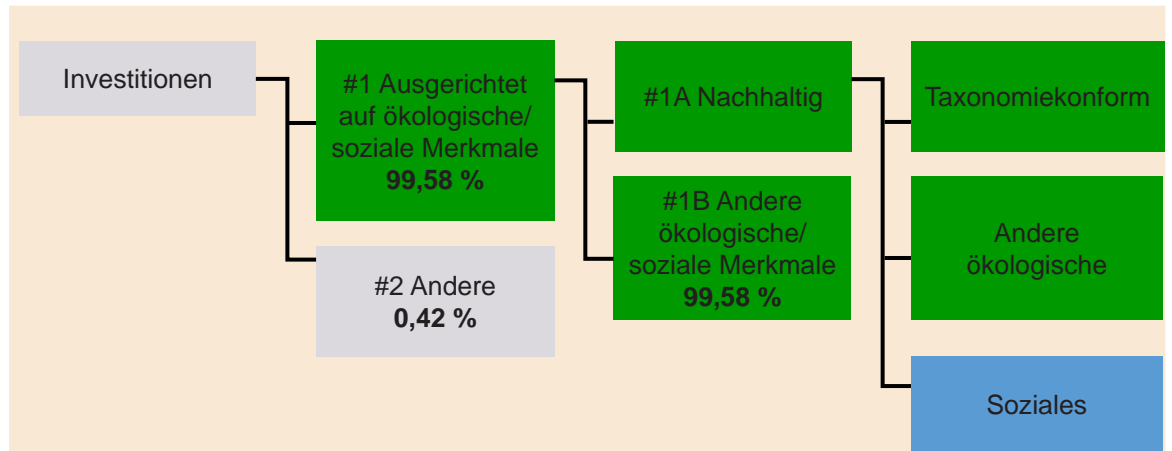 Investitionen
#1 Ausgerichtet
auf ökologische/
soziale Merkmale
99,58 %
#2 Andere
0,42 %
#1A Nachhaltig
#1B Andere
ökologische/
soziale Merkmale
99,58 %
Taxonomiekonform
Andere
ökologische
Soziales